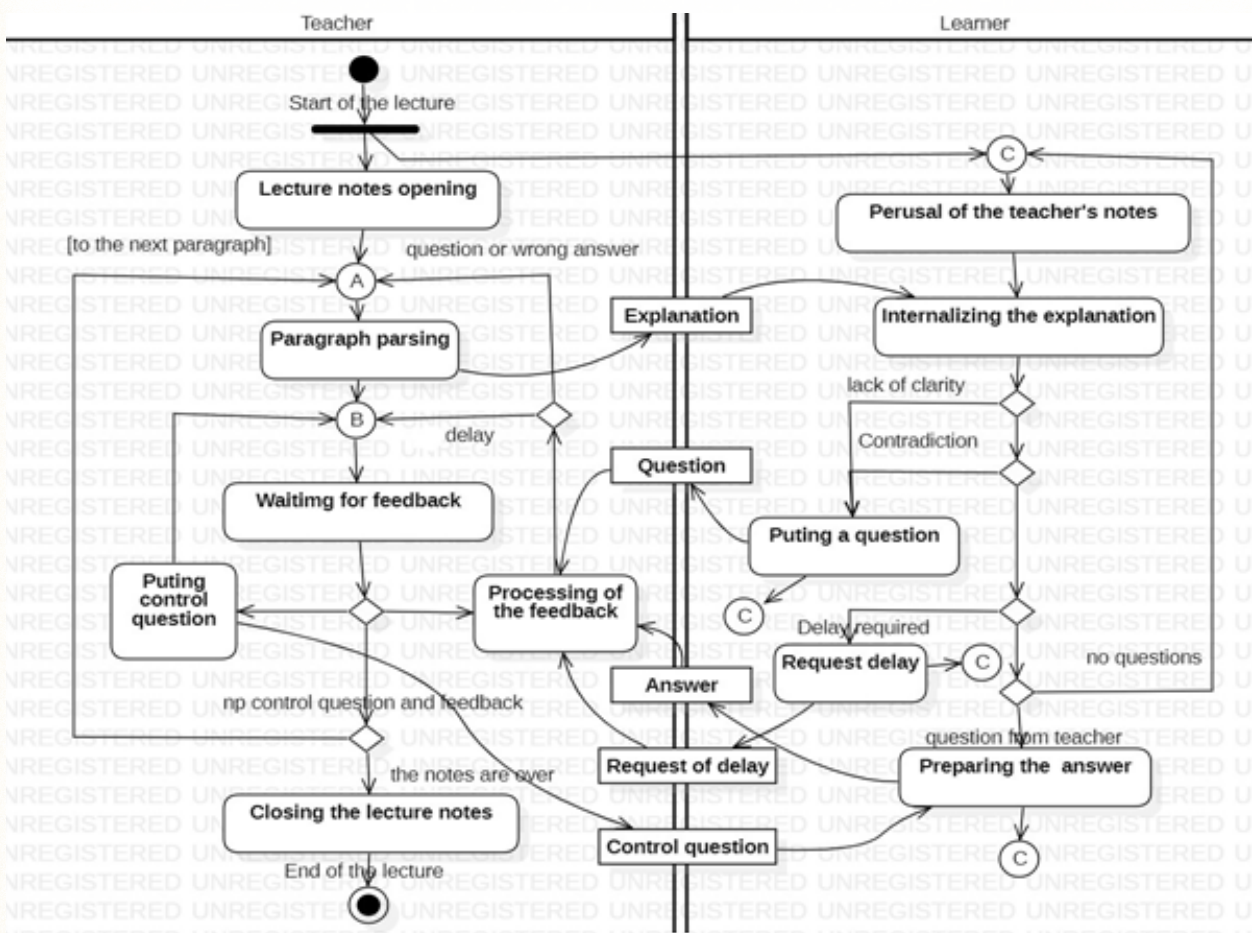 Teacher
Learner
Start of the lecture
C
Lecture notes opening
Perusal of the teacher's notes
[to the next paragraph]
question or wrong answer
A
Explanation
Internalizing the explanation
Paragraph parsing
lack of clarity
B
delay
Contradiction
Question
Waitimg for feedback
Puting a question
Puting
control
question
Processing of
the feedback
C
Delay required
Request delay
C
no questions
Answer
np control question and feedback
question from teacher
Request of delay
Preparing the answer
the notes are over
Closing the lecture notes
Control question
C
End of the lecture
UNREGISTERED UNREGISTERED UNREGISTERED UNREGISTERED